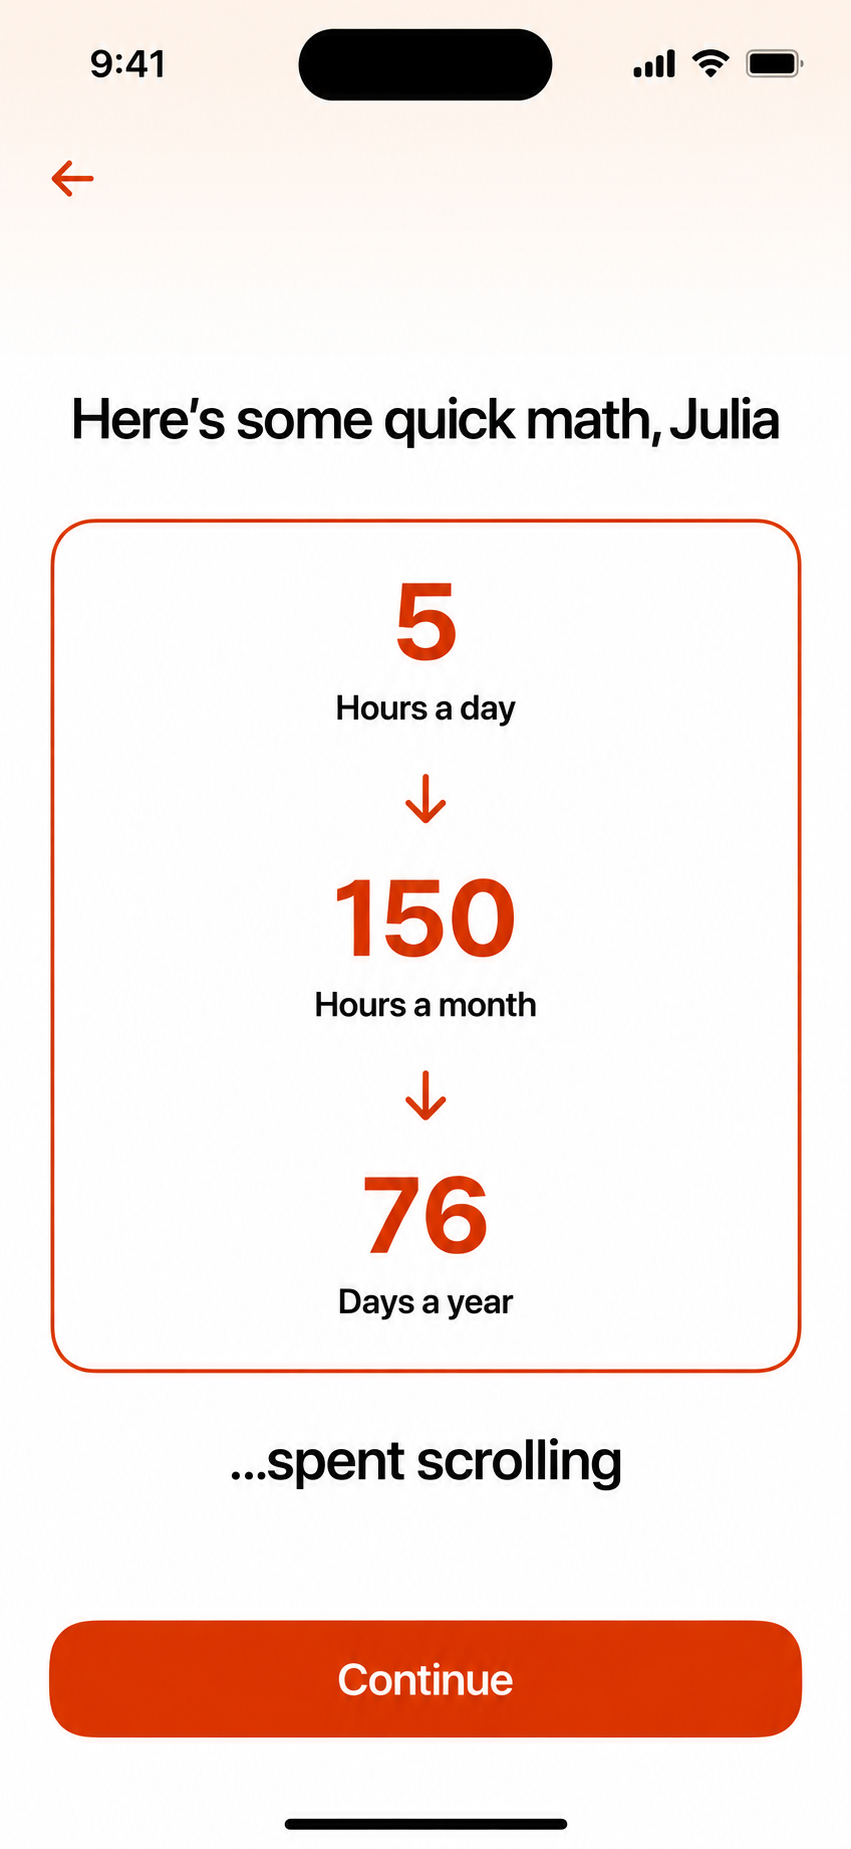 9:41
Here’s some quick math, Julia
5
Hours a day
150
Hours a month
76
Days a year
...spent scrolling
Continue